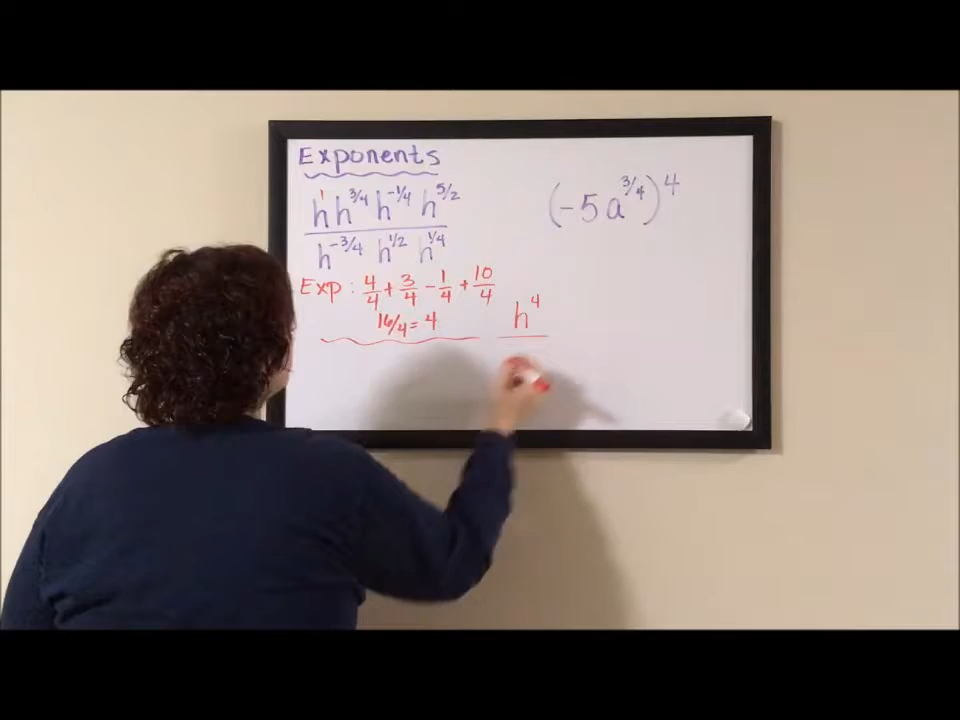 Exponents
h¹ h^3/4 h^-1/4 h^5/2
h^-3/4 h^1/2 h^1/4
Exp: 4/4 + 3/4 - 1/4 + 10/4
16/4 = 4
h⁴
(-5a^3/4)⁴